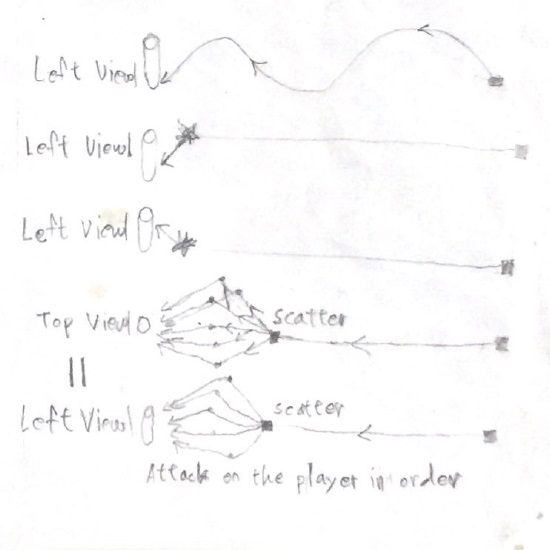 Left View
Left View
Left View
scatter
Top View
||
scatter
Left View
Attack on the player in order